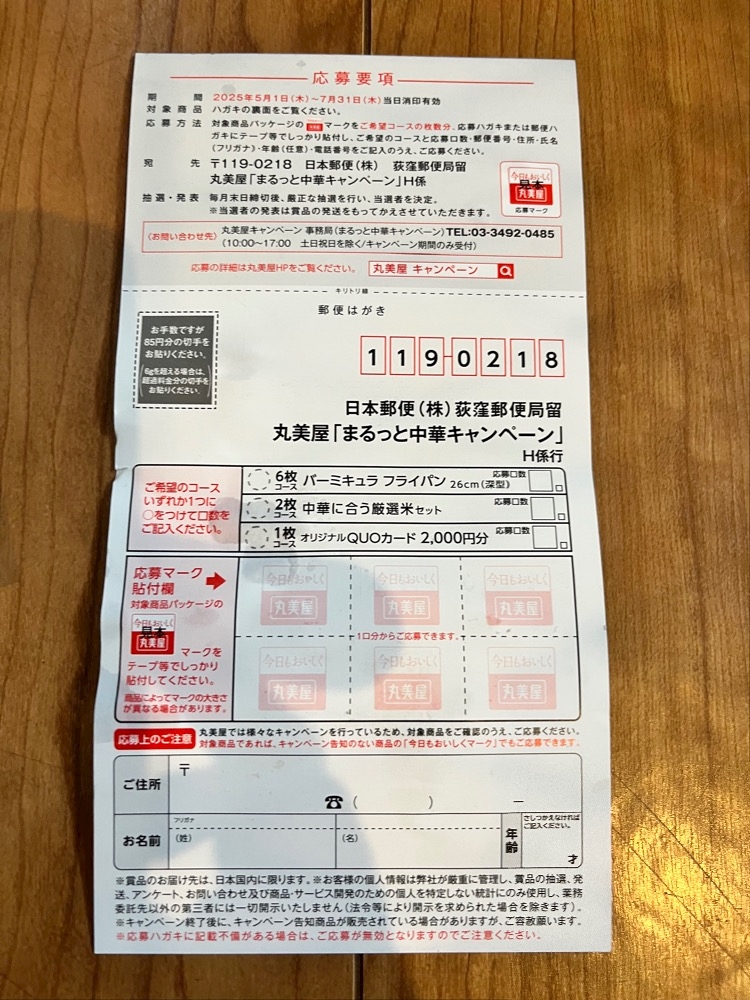 応募要項
期間 2025年5月1日(木)~7月31日(木)当日消印有効
対象商品 ハガキの裏面をご覧ください。
応募方法 対象商品パッケージの マークをご希望コースの枚数分、応募ハガキまたは郵便ハ
ガキにテープ等でしっかり貼付し、ご希望のコースと応募口数・郵便番号・住所・氏名
(フリガナ)・年齢(任意)・電話番号をご記入のうえ、ご応募ください。
宛先 〒119-0218 日本郵便(株) 荻窪郵便局留
丸美屋「まるっと中華キャンペーン」H係
今日もおいしく
見本
丸美屋
応募マーク
抽選・発表 毎月末日締切後、厳正な抽選を行い、当選者を決定。
※当選者の発表は賞品の発送をもってかえさせていただきます。
〈お問い合わせ先〉 丸美屋キャンペーン 事務局(まるっと中華キャンペーン)TEL:03-3492-0485
(10:00~17:00 土日祝日を除く/キャンペーン期間のみ受付)
応募の詳細は丸美屋HPをご覧ください。 丸美屋 キャンペーン
キリトリ線
郵便はがき
お手数ですが
85円分の切手を
お貼りください。
6gを超える場合は、
超過料金分の切手を
お貼りください。
119-0218
日本郵便(株)荻窪郵便局留
丸美屋「まるっと中華キャンペーン」
H係行
ご希望のコース
いずれか1つに
○をつけて口数を
ご記入ください。
6枚コース バーミキュラ フライパン 26cm(深型) 応募口数 口
2枚コース 中華に合う厳選米セット 応募口数 口
1枚コース オリジナルQUOカード 2,000円分 応募口数 口
応募マーク
貼付欄
対象商品パッケージの
今日もおいしく
見本
丸美屋
マークを
テープ等でしっかり
貼付してください。
商品によってマークの大きさ
が異なる場合があります。
今日もおいしく 今日もおいしく 今日もおいしく
丸美屋 丸美屋 丸美屋
1口分からご応募できます。
今日もおいしく 今日もおいしく 今日もおいしく
丸美屋 丸美屋 丸美屋
応募上のご注意 丸美屋では様々なキャンペーンを行っているため、対象商品をご確認のうえ、ご応募ください。
対象商品であれば、キャンペーン告知のない商品の「今日もおいしくマーク」でもご応募できます。
ご住所 〒
☎ ( ) ー
お名前 フリガナ
(姓) (名)
年齢 さしつかえなければ
ご記入ください。
才
※賞品のお届け先は、日本国内に限ります。※お客様の個人情報は弊社が厳重に管理し、賞品の抽選、発
送、アンケート、お問い合わせ及び商品・サービス開発のための個人を特定しない統計にのみ使用し、業務
委託先以外の第三者には一切開示いたしません(法令等により開示を求められた場合を除きます)。
※キャンペーン終了後に、キャンペーン告知商品が販売されている場合がありますが、ご容赦願います。
※応募ハガキに記載不備がある場合は、ご応募が無効となりますのでご注意ください。